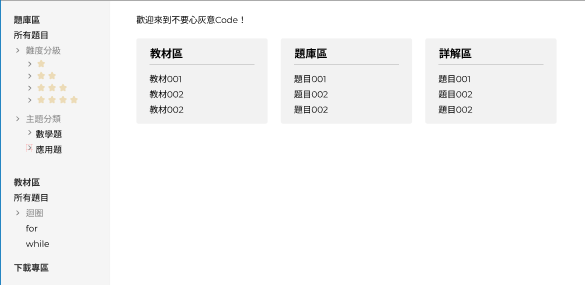 題庫區
所有題目
難度分級
主題分類
數學題
應用題
教材區
所有題目
迴圈
for
while
下載專區
歡迎來到不要心灰意Code！
教材區
教材001
教材002
教材002
題庫區
題目001
題目002
題目002
詳解區
題目001
題目002
題目002